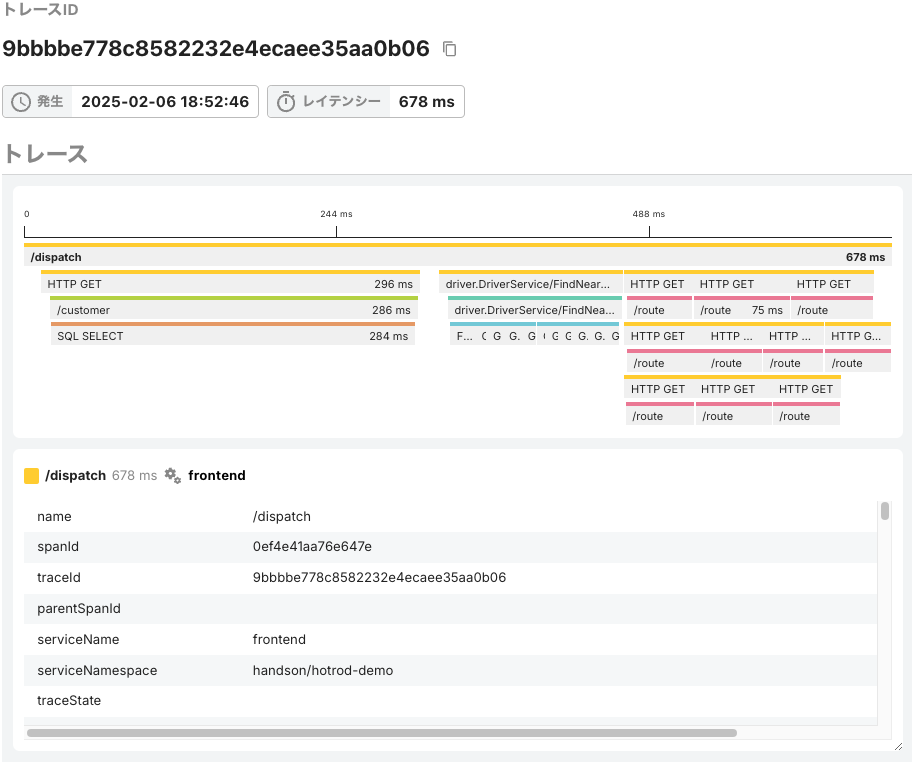 トレースID
9bbbbe778c8582232e4ecaee35aa0b06
発生 2025-02-06 18:52:46 レイテンシー 678 ms
トレース
0 244 ms 488 ms
/dispatch 678 ms
HTTP GET 296 ms driver.DriverService/FindNear... HTTP GET HTTP GET HTTP GET
/customer 286 ms driver.DriverService/FindNea... /route /route 75 ms /route
SQL SELECT 284 ms F... G G. G G G G. G. G HTTP GET HTTP ... HTTP ... HTTP G...
/route /route /route /route
HTTP GET HTTP GET HTTP GET
/route /route /route
/dispatch 678 ms frontend
name /dispatch
spanId 0ef4e41aa76e647e
traceId 9bbbbe778c8582232e4ecaee35aa0b06
parentSpanId
serviceName frontend
serviceNamespace handson/hotrod-demo
traceState